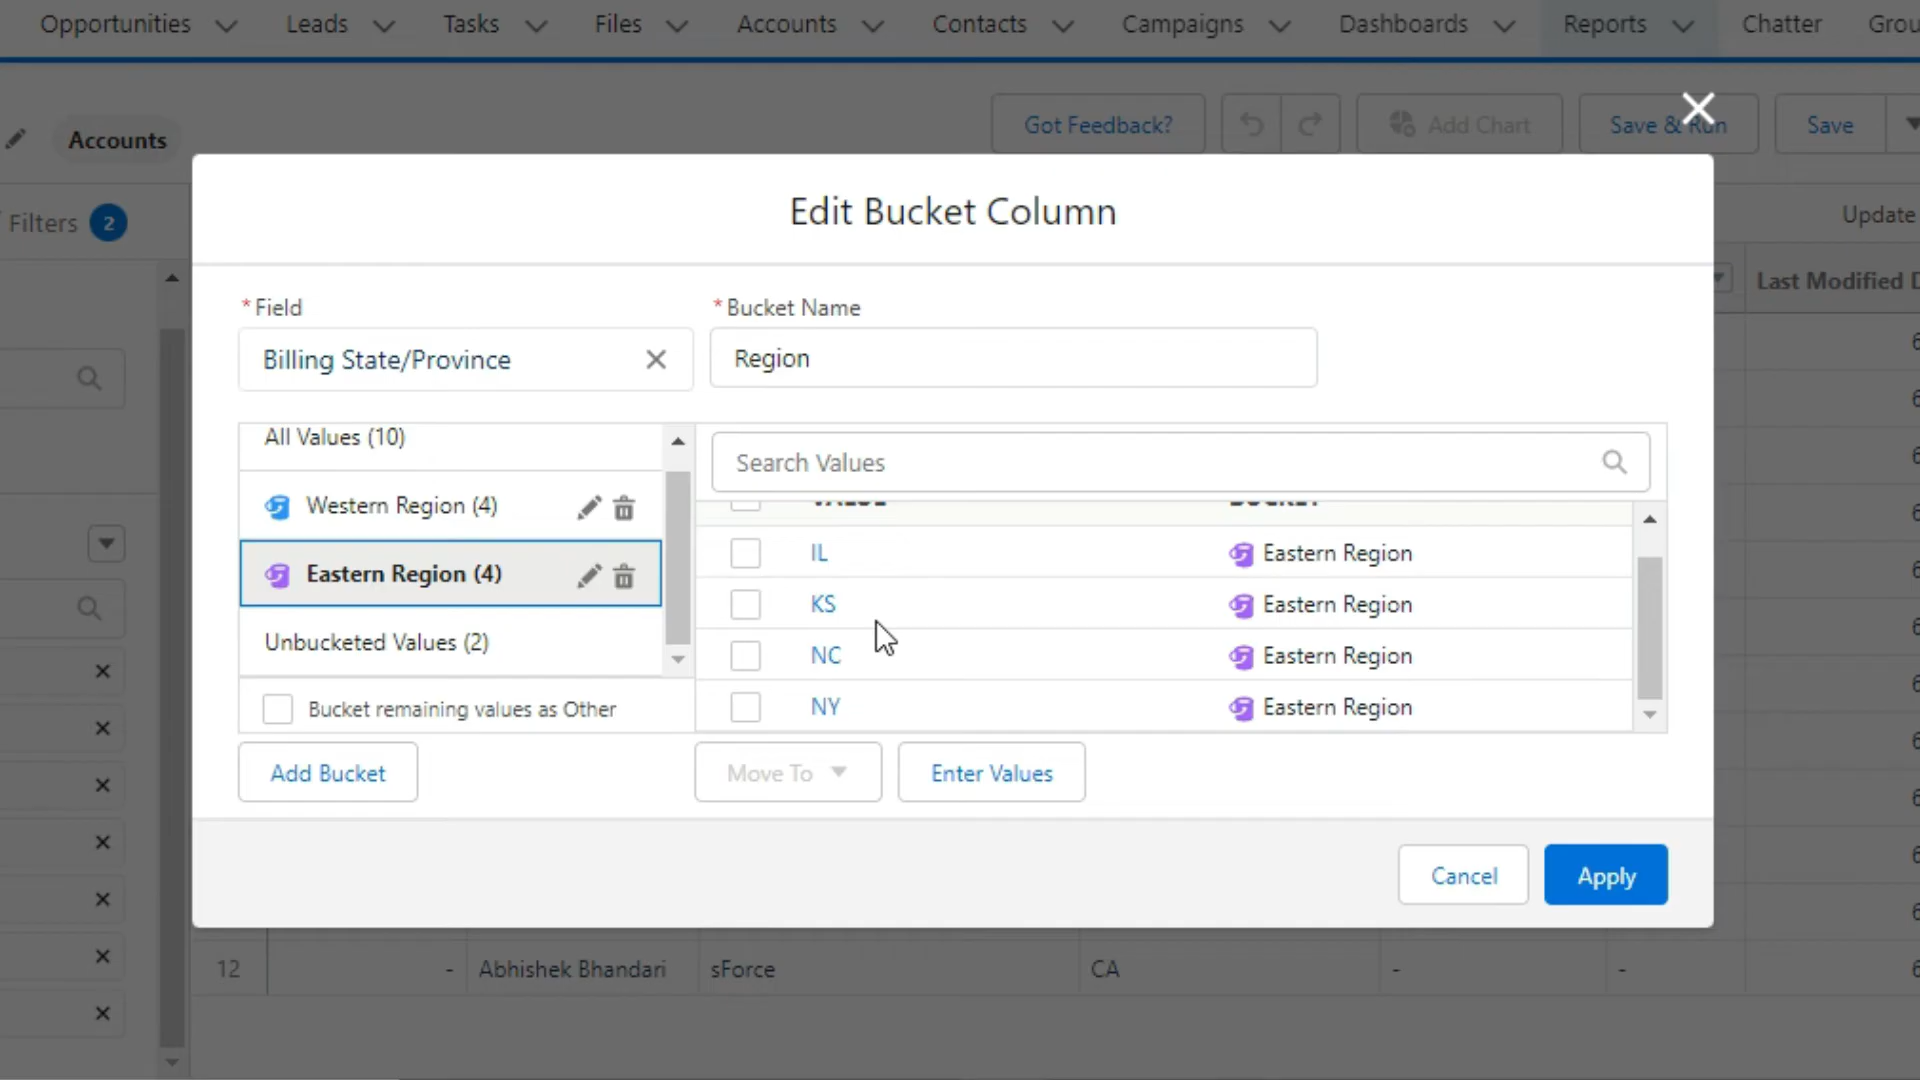 Opportunities Leads Tasks Files Accounts Contacts Campaigns Dashboards Reports Chatter
Accounts Got Feedback? Add Chart Save & Run Save
Filters 2 Update
Last Modified
Edit Bucket Column
*Field *Bucket Name
Billing State/Province Region
All Values (10)
Search Values
Western Region (4)
VALUE BUCKET
IL Eastern Region
Eastern Region (4)
KS Eastern Region
Unbucketed Values (2)
NC Eastern Region
Bucket remaining values as Other
NY Eastern Region
Add Bucket Move To Enter Values
Cancel Apply
12 - Abhishek Bhandari sForce CA - -